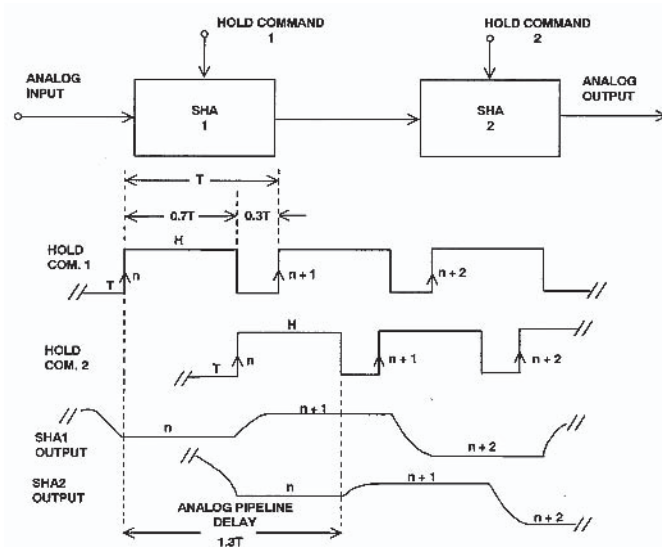 HOLD COMMAND
1
HOLD COMMAND
2
ANALOG
INPUT
SHA
1
SHA
2
ANALOG
OUTPUT
T
0.7T
0.3T
HOLD
COM. 1
T
n
H
n+1
n+2
HOLD
COM. 2
T
n
H
n+1
n+2
SHA1
OUTPUT
n
n+1
n+2
SHA2
OUTPUT
n
n+1
n+2
ANALOG PIPELINE
DELAY
1.3T